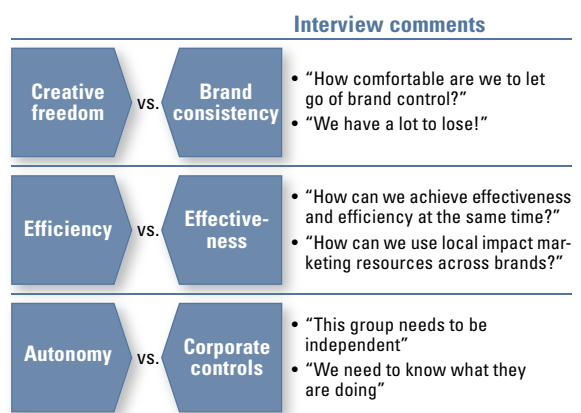 Interview comments
Creative
freedom
vs.
Brand
consistency
• “How comfortable are we to let
go of brand control?”
• “We have a lot to lose!”
Efficiency
vs.
Effective-
ness
• “How can we achieve effectiveness
and efficiency at the same time?”
• “How can we use local impact mar-
keting resources across brands?”
Autonomy
vs.
Corporate
controls
• “This group needs to be
independent”
• “We need to know what they
are doing”